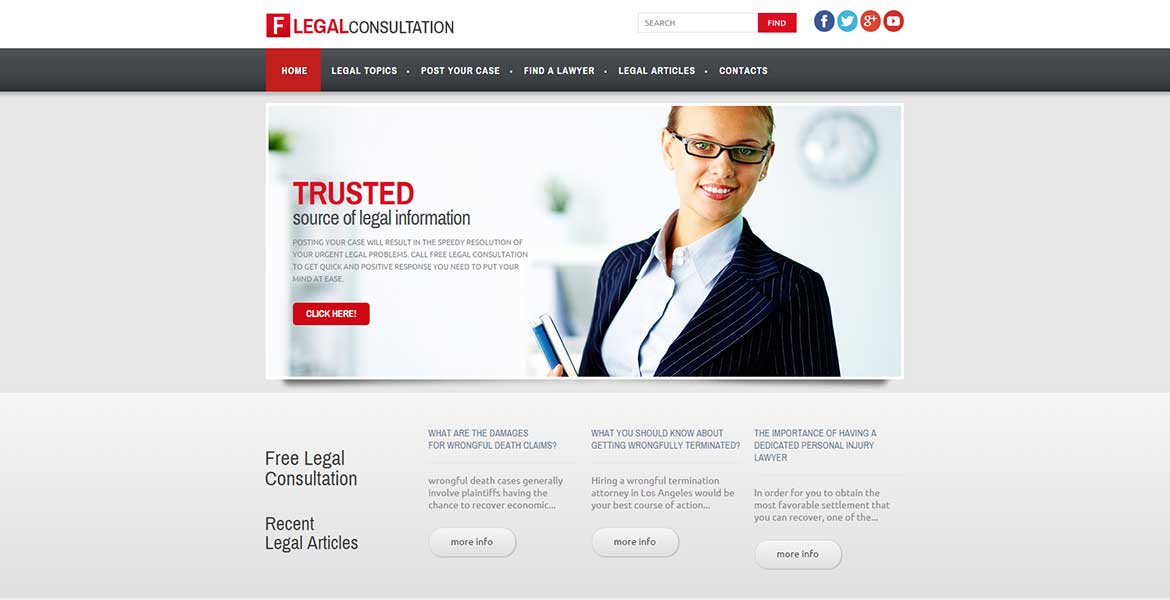 F LEGALCONSULTATION
SEARCH
FIND
f
g+
You Tube
HOME
LEGAL TOPICS • POST YOUR CASE • FIND A LAWYER • LEGAL ARTICLES • CONTACTS
TRUSTED
source of legal information
POSTING YOUR CASE WILL RESULT IN THE SPEEDY RESOLUTION OF
YOUR URGENT LEGAL PROBLEMS. CALL FREE LEGAL CONSULTATION
TO GET QUICK AND POSITIVE RESPONSE YOU NEED TO PUT YOUR
MIND AT EASE.
CLICK HERE!
Free Legal
Consultation
Recent
Legal Articles
WHAT ARE THE DAMAGES
FOR WRONGFUL DEATH CLAIMS?
wrongful death cases generally
involve plaintiffs having the
chance to recover economic...
more info
WHAT YOU SHOULD KNOW ABOUT
GETTING WRONGFULLY TERMINATED?
Hiring a wrongful termination
attorney in Los Angeles would be
your best course of action...
more info
THE IMPORTANCE OF HAVING A
DEDICATED PERSONAL INJURY
LAWYER
In order for you to obtain the
most favorable settlement that
you can recover, one of the...
more info